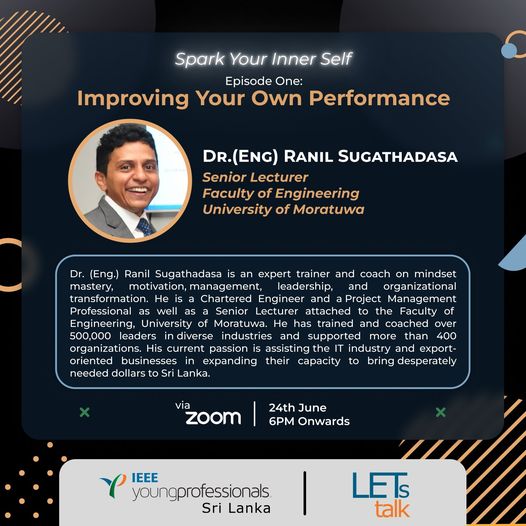 Spark Your Inner Self
Episode One:
Improving Your Own Performance
Dr.(Eng) Ranil Sugathadasa
Senior Lecturer
Faculty of Engineering
University of Moratuwa
Dr. (Eng.) Ranil Sugathadasa is an expert trainer and coach on mindset
mastery, motivation, management, leadership, and organizational
transformation. He is a Chartered Engineer and a Project Management
Professional as well as a Senior Lecturer attached to the Faculty of
Engineering, University of Moratuwa. He has trained and coached over
500,000 leaders in diverse industries and supported more than 400
organizations. His current passion is assisting the IT industry and export-
oriented businesses in expanding their capacity to bring desperately
needed dollars to Sri Lanka.
via
zoom
24th June
6PM Onwards
IEEE
youngprofessionals
Sri Lanka
LETs
talk